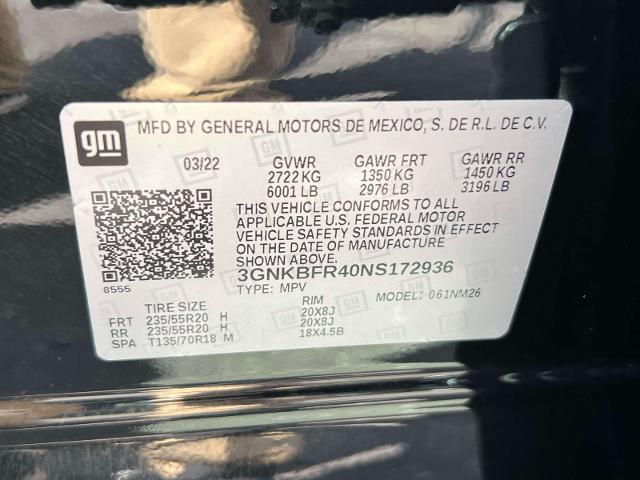 gm MFD BY GENERAL MOTORS DE MEXICO, S. DE R.L. DE C.V.
03/22 GVWR GAWR FRT GAWR RR
2722 KG 1350 KG 1450 KG
6001 LB 2976 LB 3196 LB
THIS VEHICLE CONFORMS TO ALL
APPLICABLE U.S. FEDERAL MOTOR
VEHICLE SAFETY STANDARDS IN EFFECT
ON THE DATE OF MANUFACTURE
SHOWN ABOVE.
3GNKBFR40NS172936
8555
TYPE: MPV MODEL: 061NM26
TIRE SIZE RIM
FRT 235/55R20 H 20X8J
RR 235/55R20 H 20X8J
SPA T135/70R18 M 18X4.5B